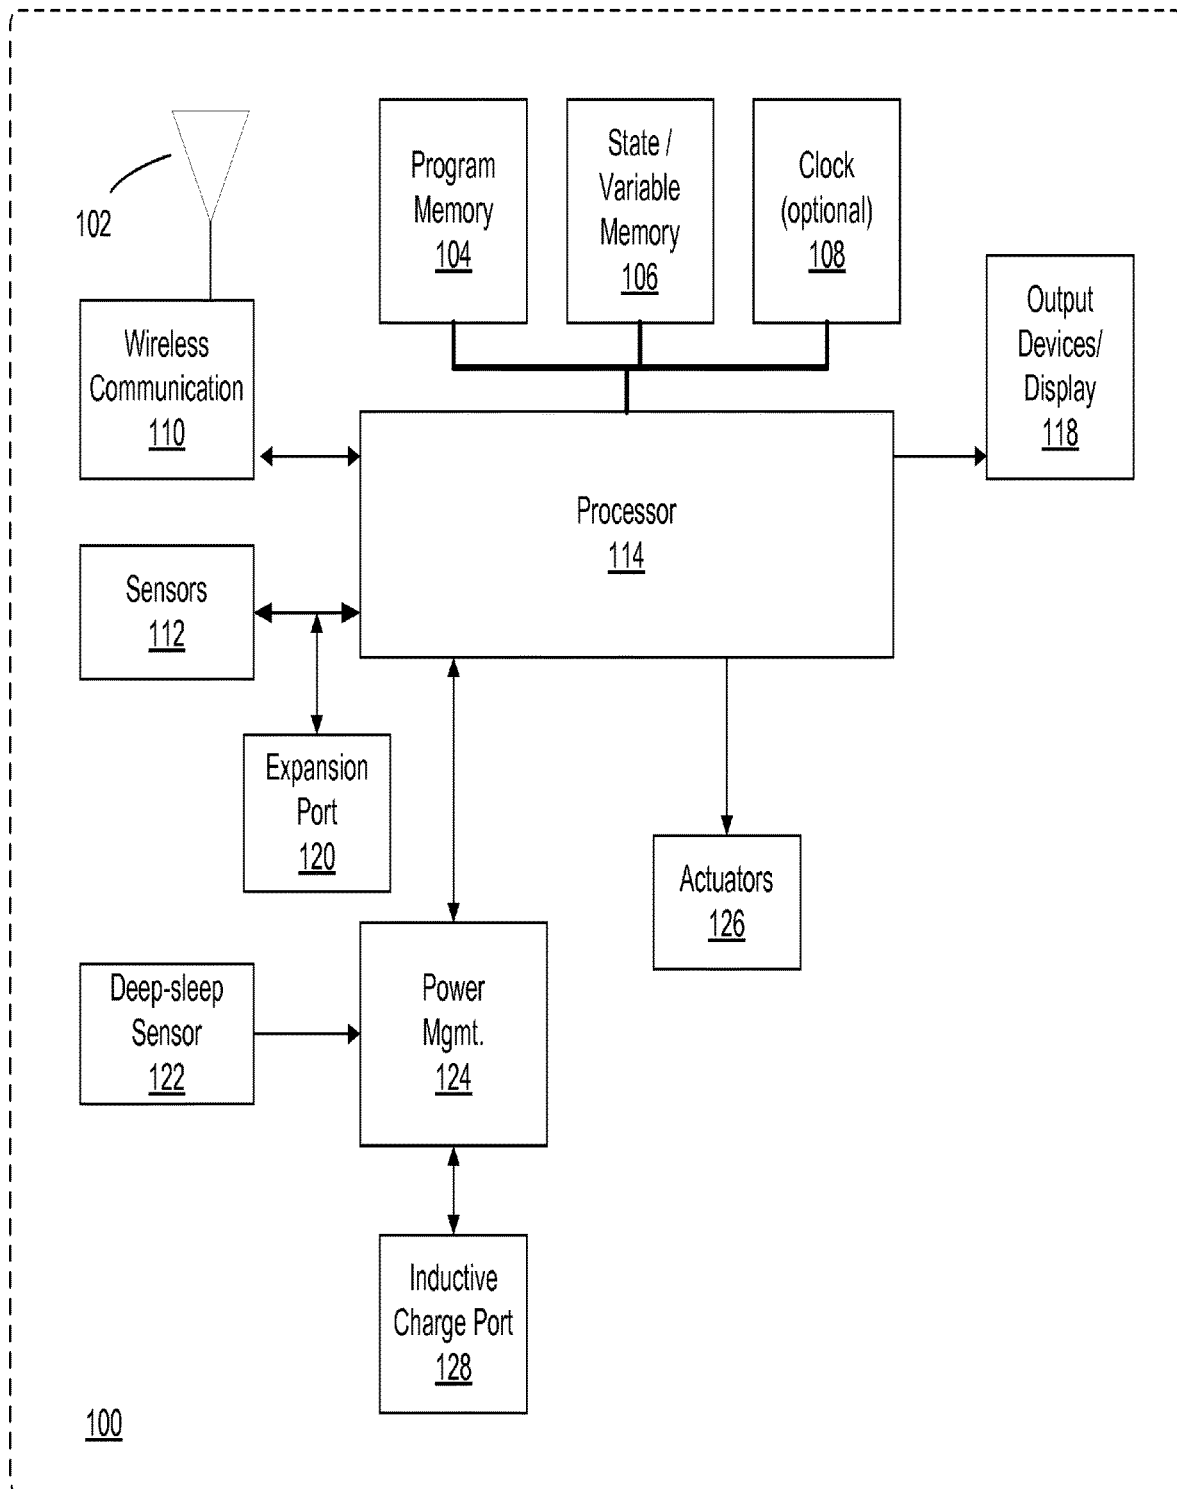 102
Program
Memory
104
State /
Variable
Memory
106
Clock
(optional)
108
Wireless
Communication
110
Output
Devices/
Display
118
Processor
114
Sensors
112
Expansion
Port
120
Actuators
126
Deep-sleep
Sensor
122
Power
Mgmt.
124
Inductive
Charge Port
128
100